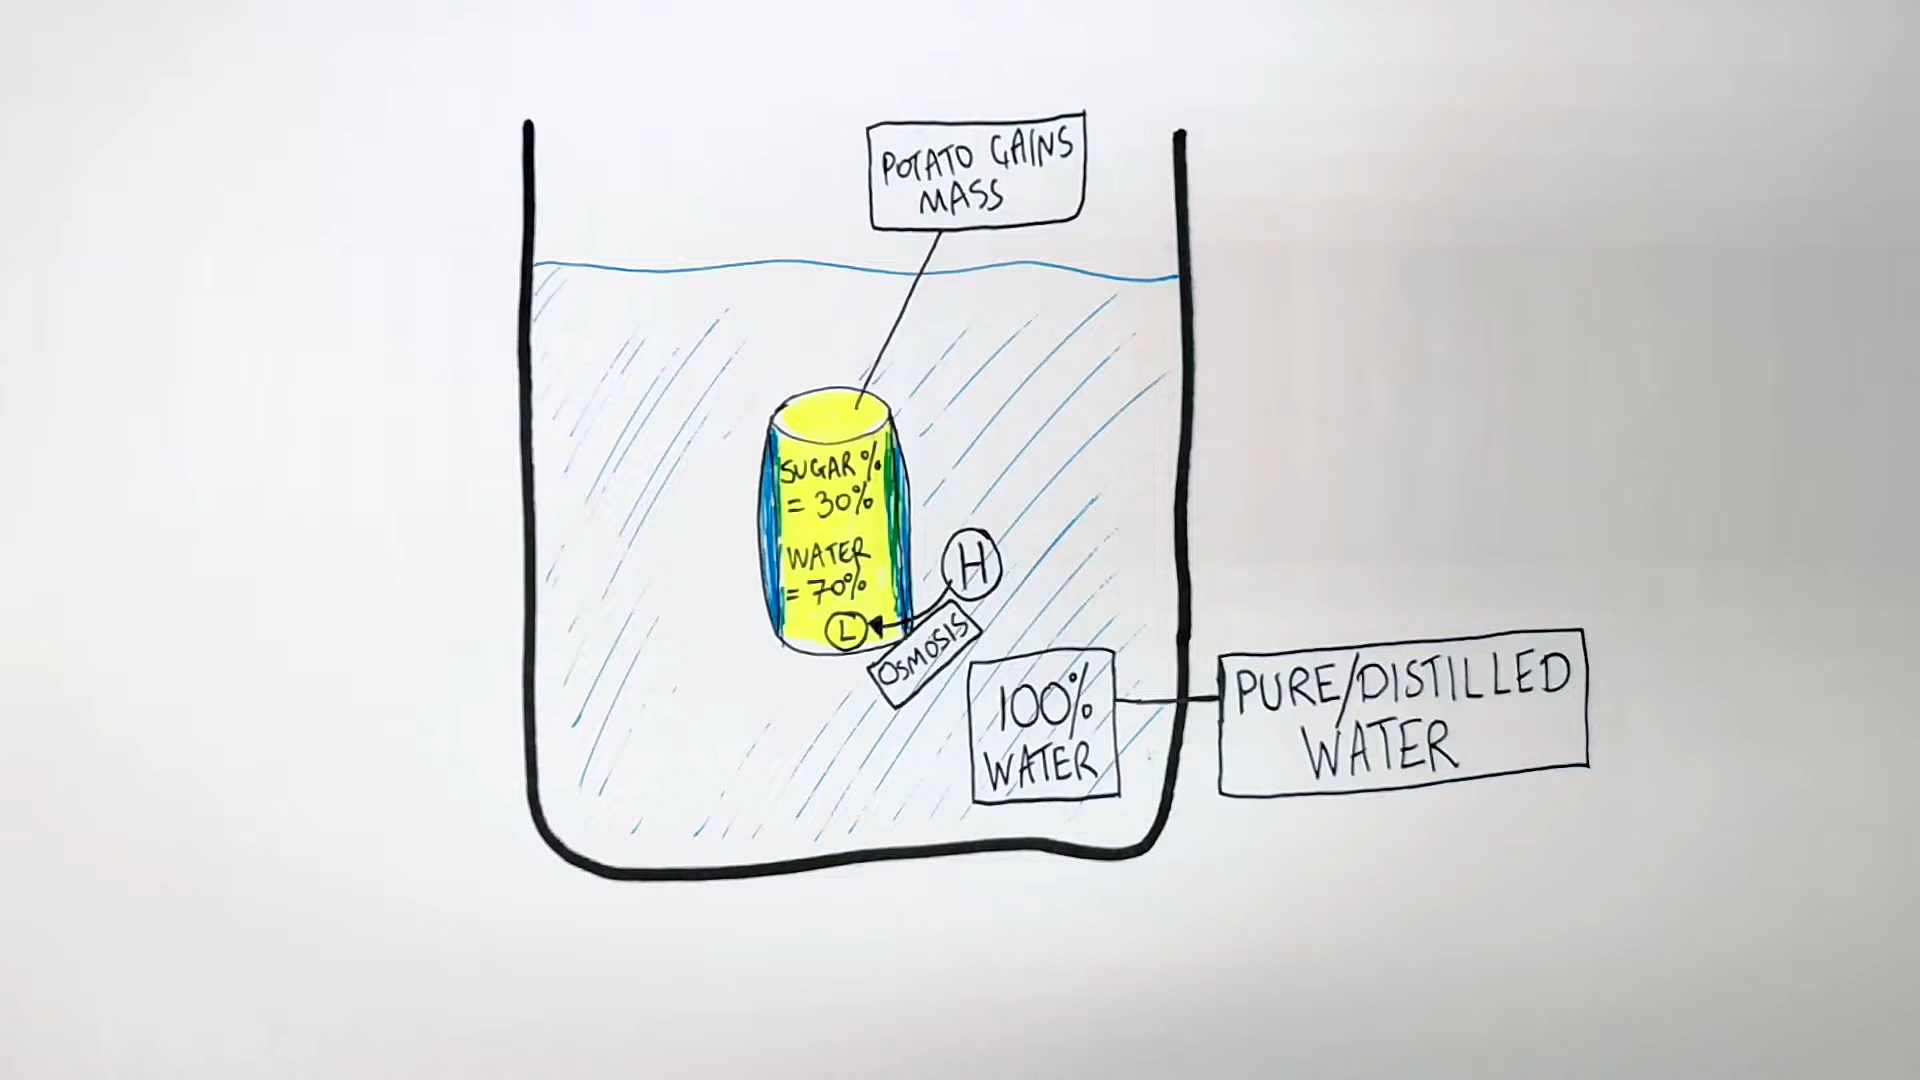 POTATO GAINS
MASS
SUGAR %
= 30%
WATER
= 70%
L
H
OSMOSIS
100%
WATER
PURE/DISTILLED
WATER